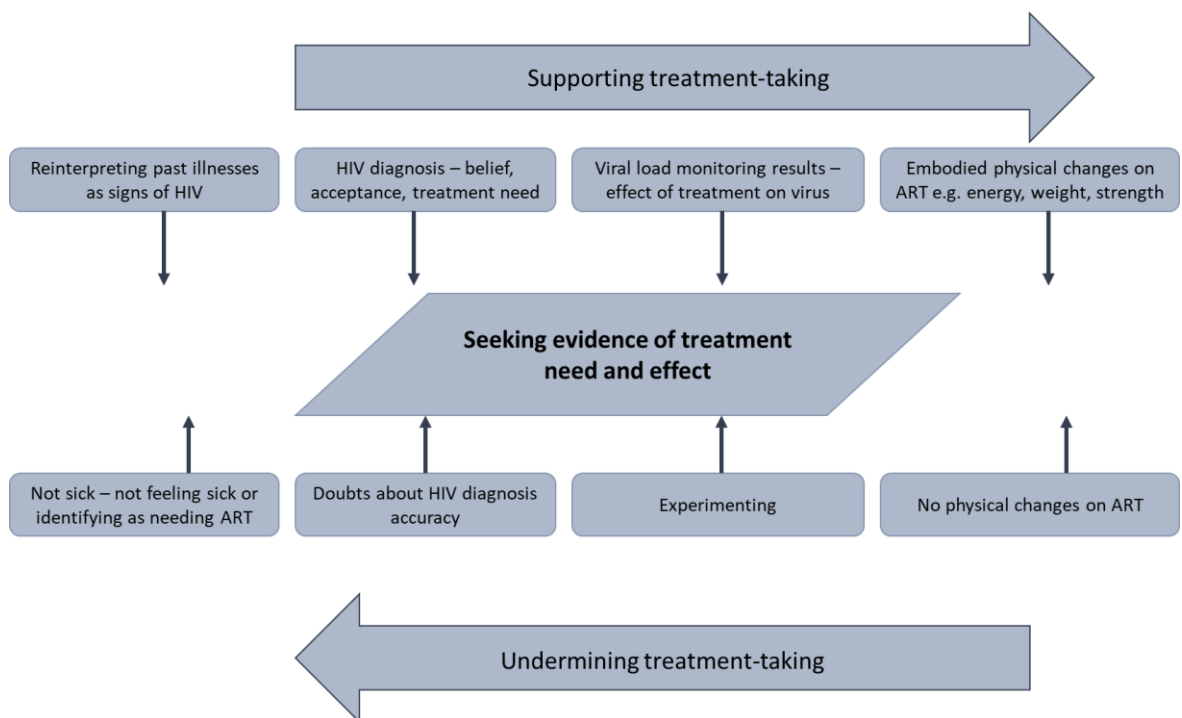 Supporting treatment-taking
Reinterpreting past illnesses
as signs of HIV
HIV diagnosis – belief,
acceptance, treatment need
Viral load monitoring results –
effect of treatment on virus
Embodied physical changes on
ART e.g. energy, weight, strength
Seeking evidence of treatment
need and effect
Not sick – not feeling sick or
identifying as needing ART
Doubts about HIV diagnosis
accuracy
Experimenting
No physical changes on ART
Undermining treatment-taking